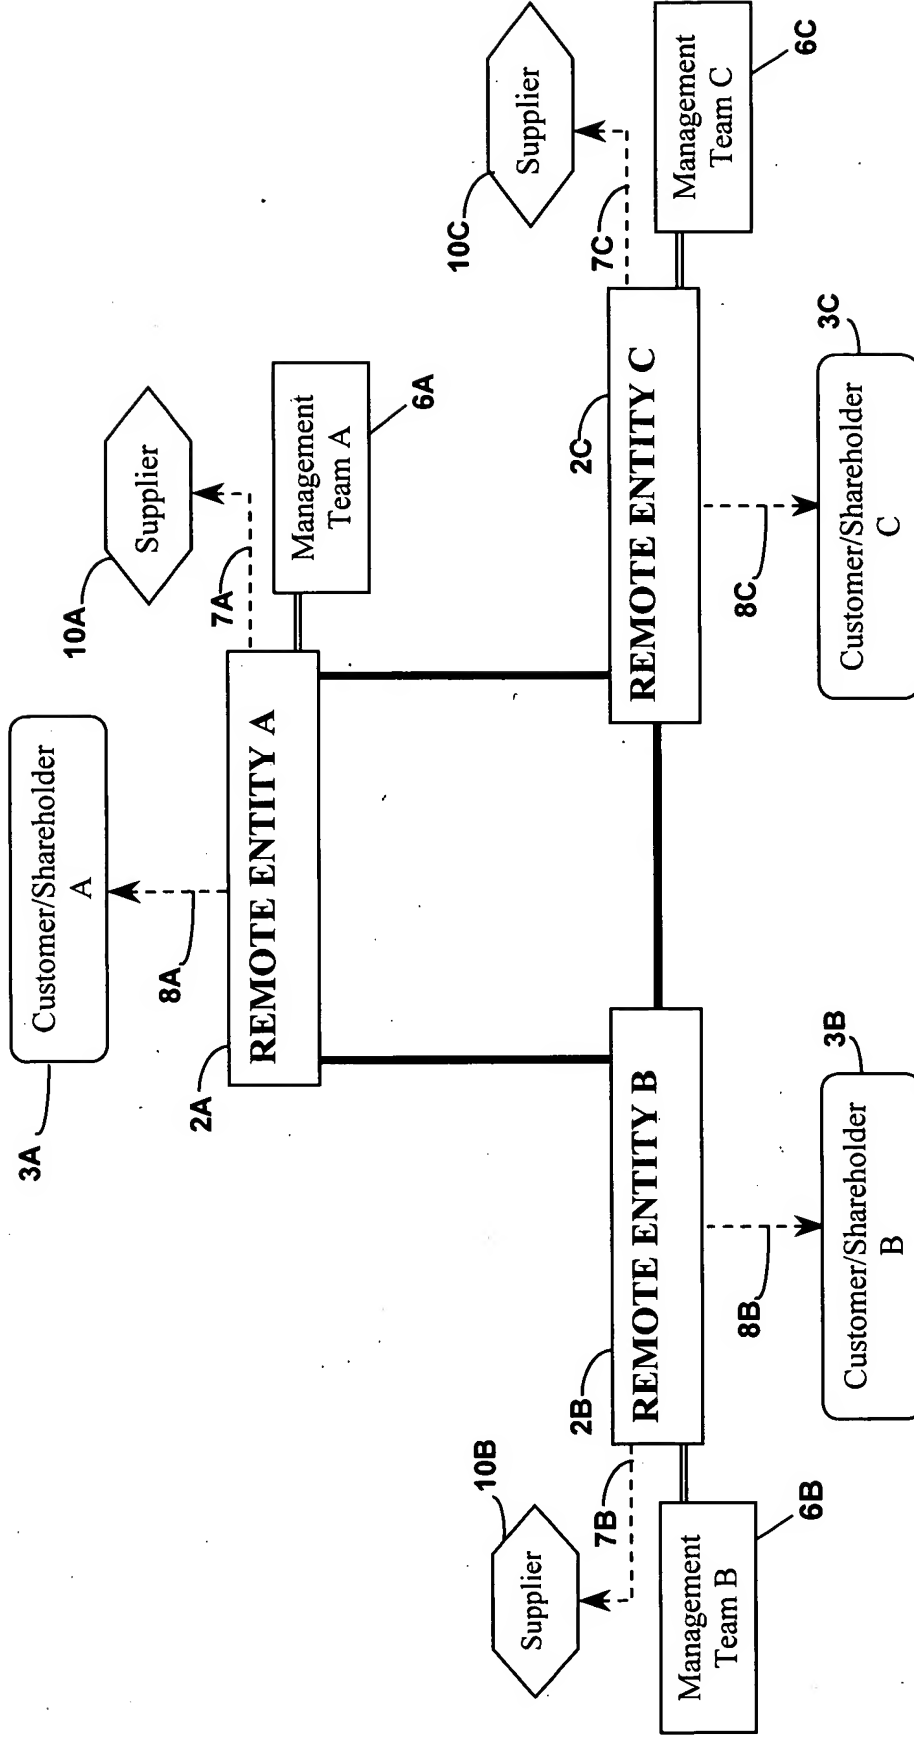 3A
Customer/Shareholder
A
8A
10A
Supplier
7A
2A
REMOTE ENTITY A
Management
Team A
6A
10B
Supplier
7B
2B
REMOTE ENTITY B
Management
Team B
6B
8B
Customer/Shareholder
B
3B
10C
Supplier
7C
2C
REMOTE ENTITY C
Management
Team C
6C
8C
Customer/Shareholder
C
3C